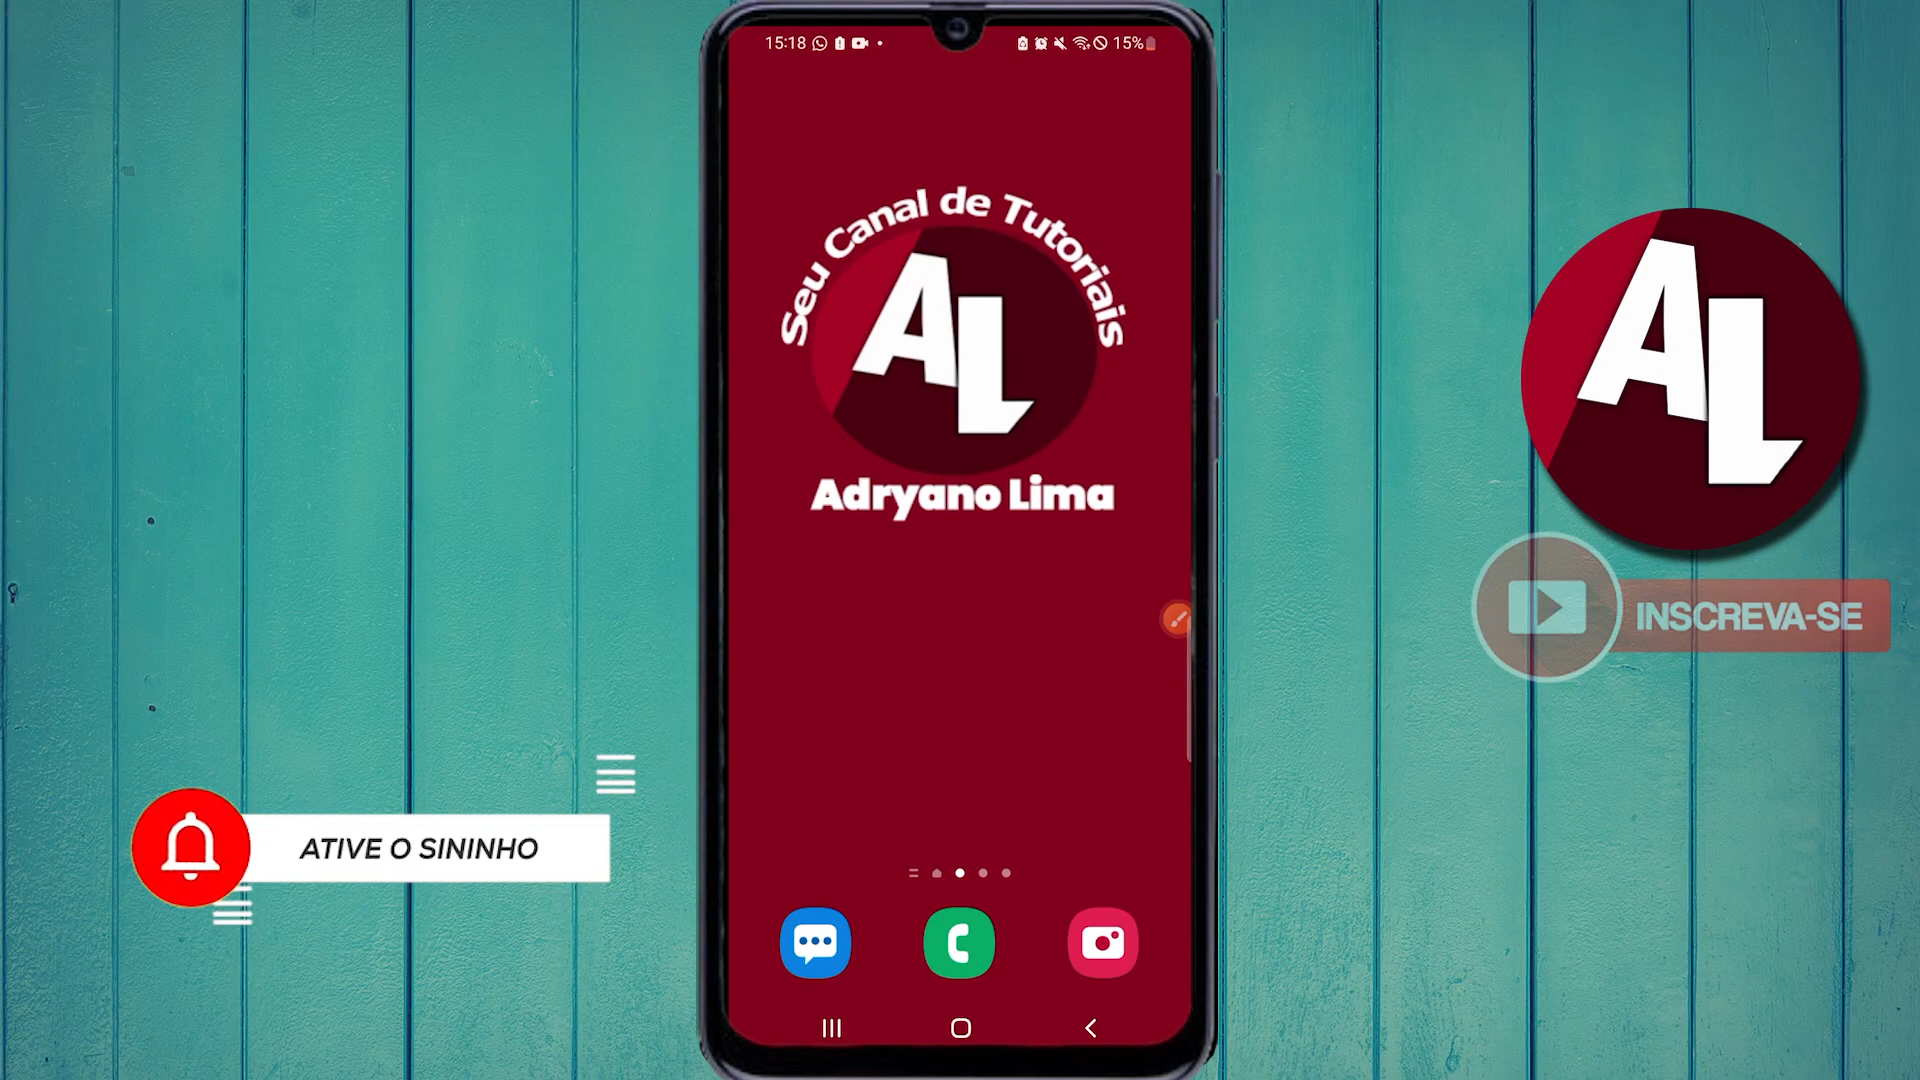 15:18
15%
Seu Canal de Tutoriais
AL
Adryano Lima
AL
INSCREVA-SE
ATIVE O SININHO